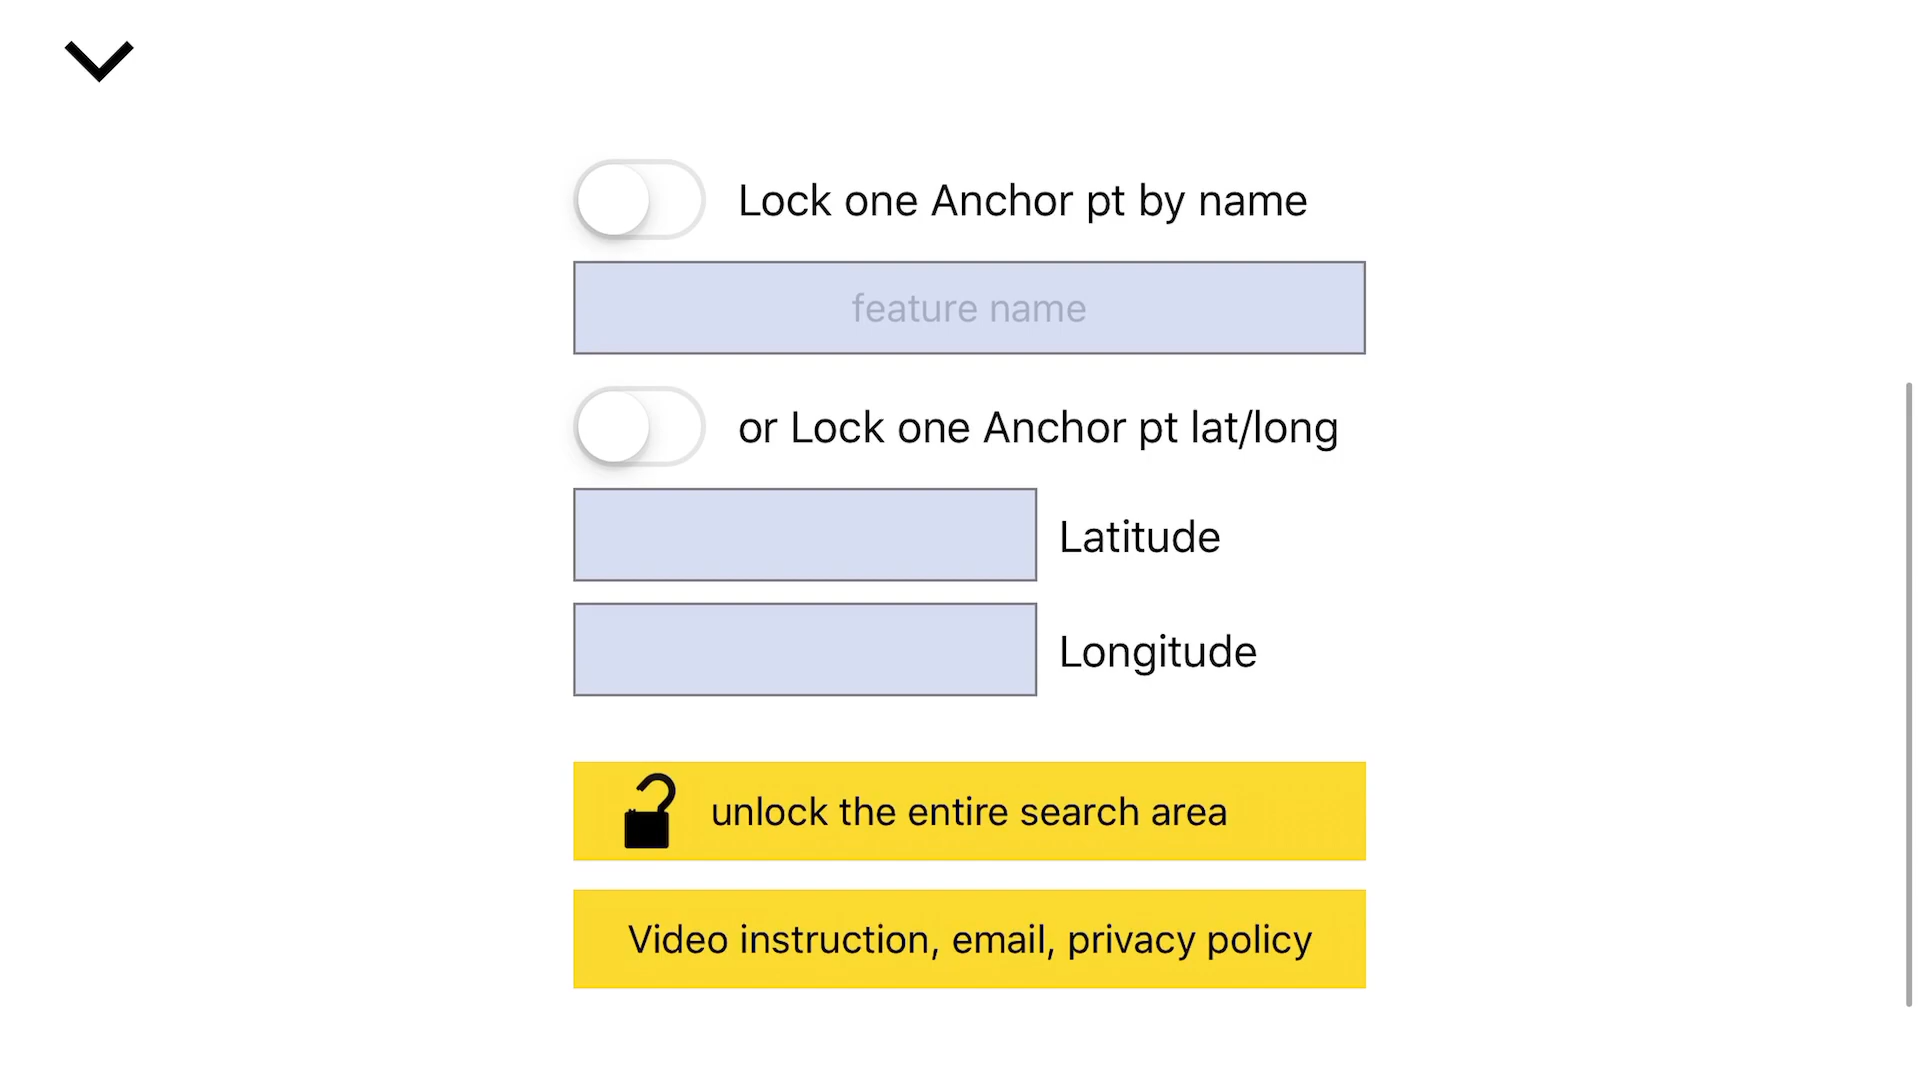 Lock one Anchor pt by name
feature name
or Lock one Anchor pt lat/long
Latitude
Longitude
unlock the entire search area
Video instruction, email, privacy policy